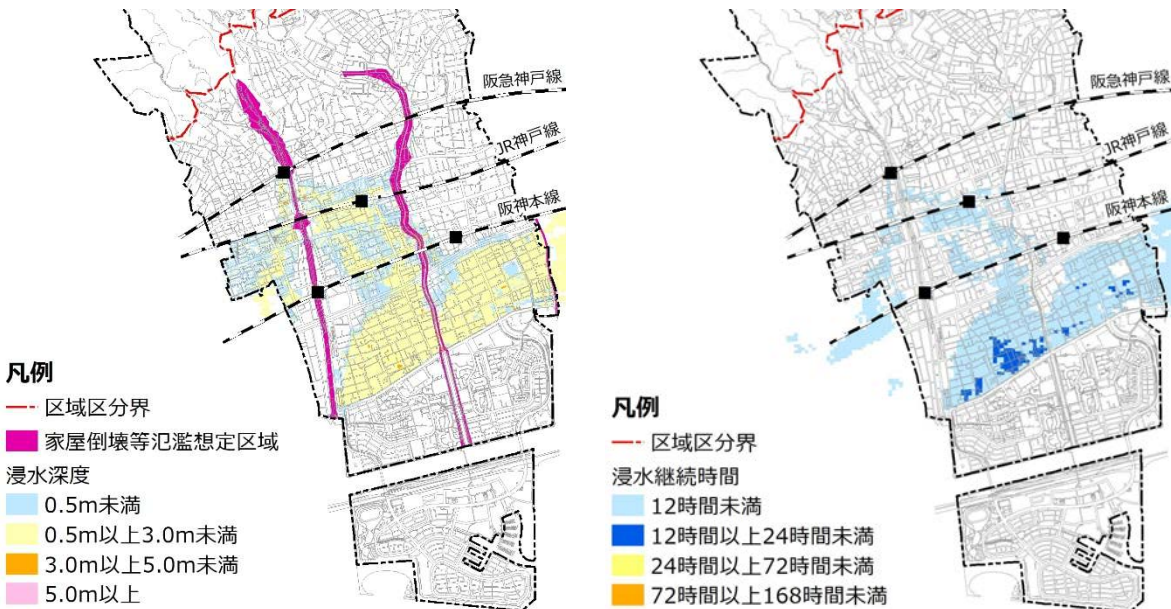 阪急神戸線
JR神戸線
阪神本線
凡例
区域区分界
家屋倒壊等氾濫想定区域
浸水深度
0.5m未満
0.5m以上3.0m未満
3.0m以上5.0m未満
5.0m以上
阪急神戸線
JR神戸線
阪神本線
凡例
区域区分界
浸水継続時間
12時間未満
12時間以上24時間未満
24時間以上72時間未満
72時間以上168時間未満